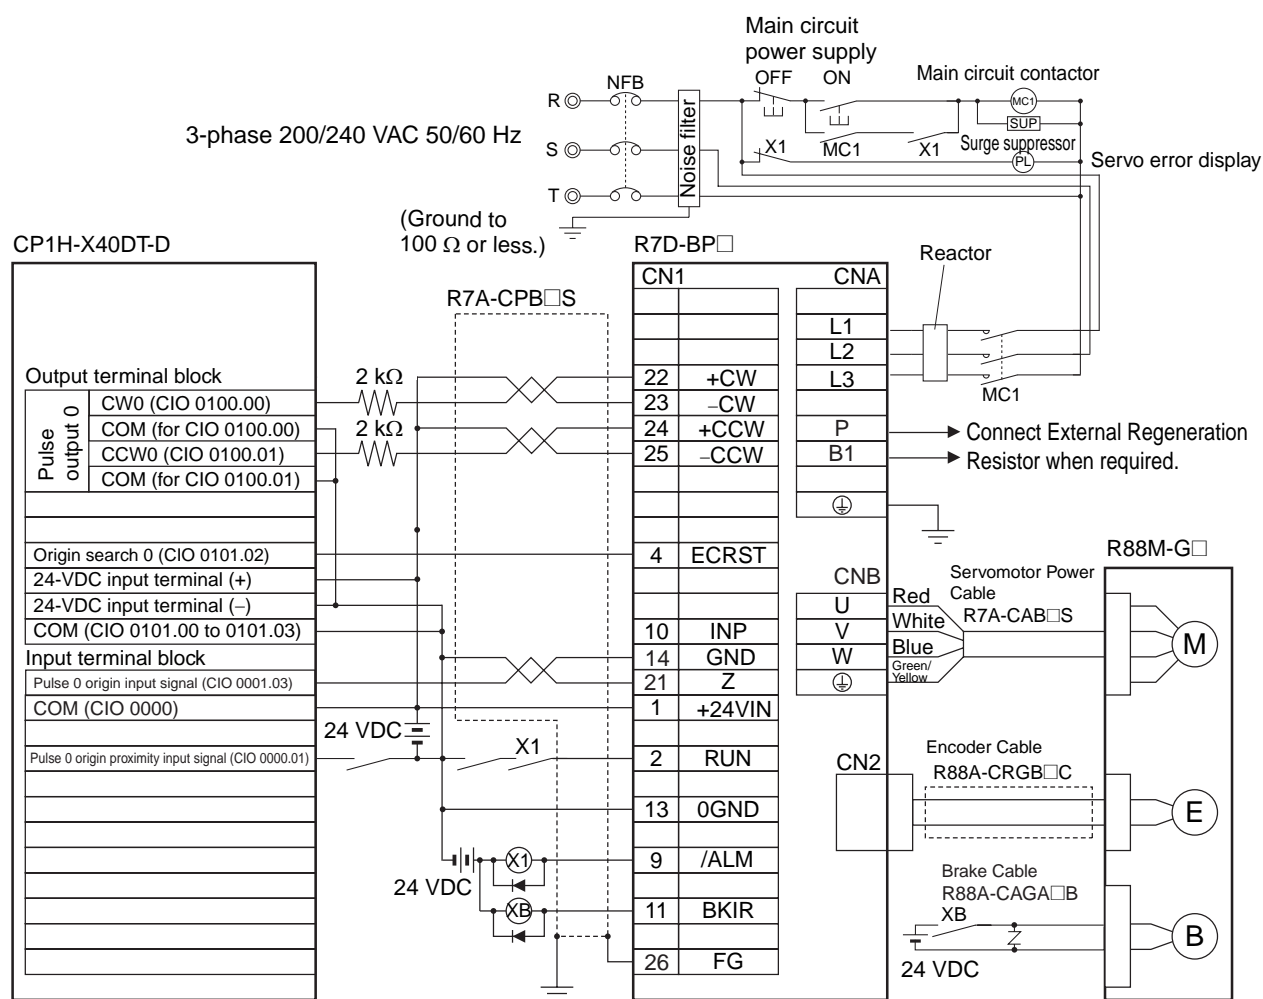 Main circuit
power supply
OFF
ON
Main circuit contactor
NFB
R
MC1
SUP
Noise filter
3-phase 200/240 VAC 50/60 Hz
S
X1
MC1
X1
Surge suppressor
PL
Servo error display
T
(Ground to
100 Ω or less.)
CP1H-X40DT-D
R7D-BP□
Reactor
CN1
CNA
R7A-CPB□S
L1
L2
L3
MC1
Output terminal block
2 kΩ
22 +CW
Pulse output 0
CW0 (CIO 0100.00)
23 −CW
COM (for CIO 0100.00)
2 kΩ
24 +CCW
P
Connect External Regeneration
CCW0 (CIO 0100.01)
25 −CCW
B1
Resistor when required.
COM (for CIO 0100.01)
Origin search 0 (CIO 0101.02)
4 ECRST
R88M-G□
24-VDC input terminal (+)
CNB
Servomotor Power
Cable
R7A-CAB□S
24-VDC input terminal (−)
U
Red
COM (CIO 0101.00 to 0101.03)
10 INP
V
White
M
Input terminal block
14 GND
W
Blue
Pulse 0 origin input signal (CIO 0001.03)
21 Z
Green/
Yellow
COM (CIO 0000)
1 +24VIN
24 VDC
Pulse 0 origin proximity input signal (CIO 0000.01)
X1
2 RUN
CN2
Encoder Cable
R88A-CRGB□C
E
13 0GND
X1
9 /ALM
24 VDC
Brake Cable
R88A-CAGA□B
XB
11 BKIR
XB
B
24 VDC
26 FG